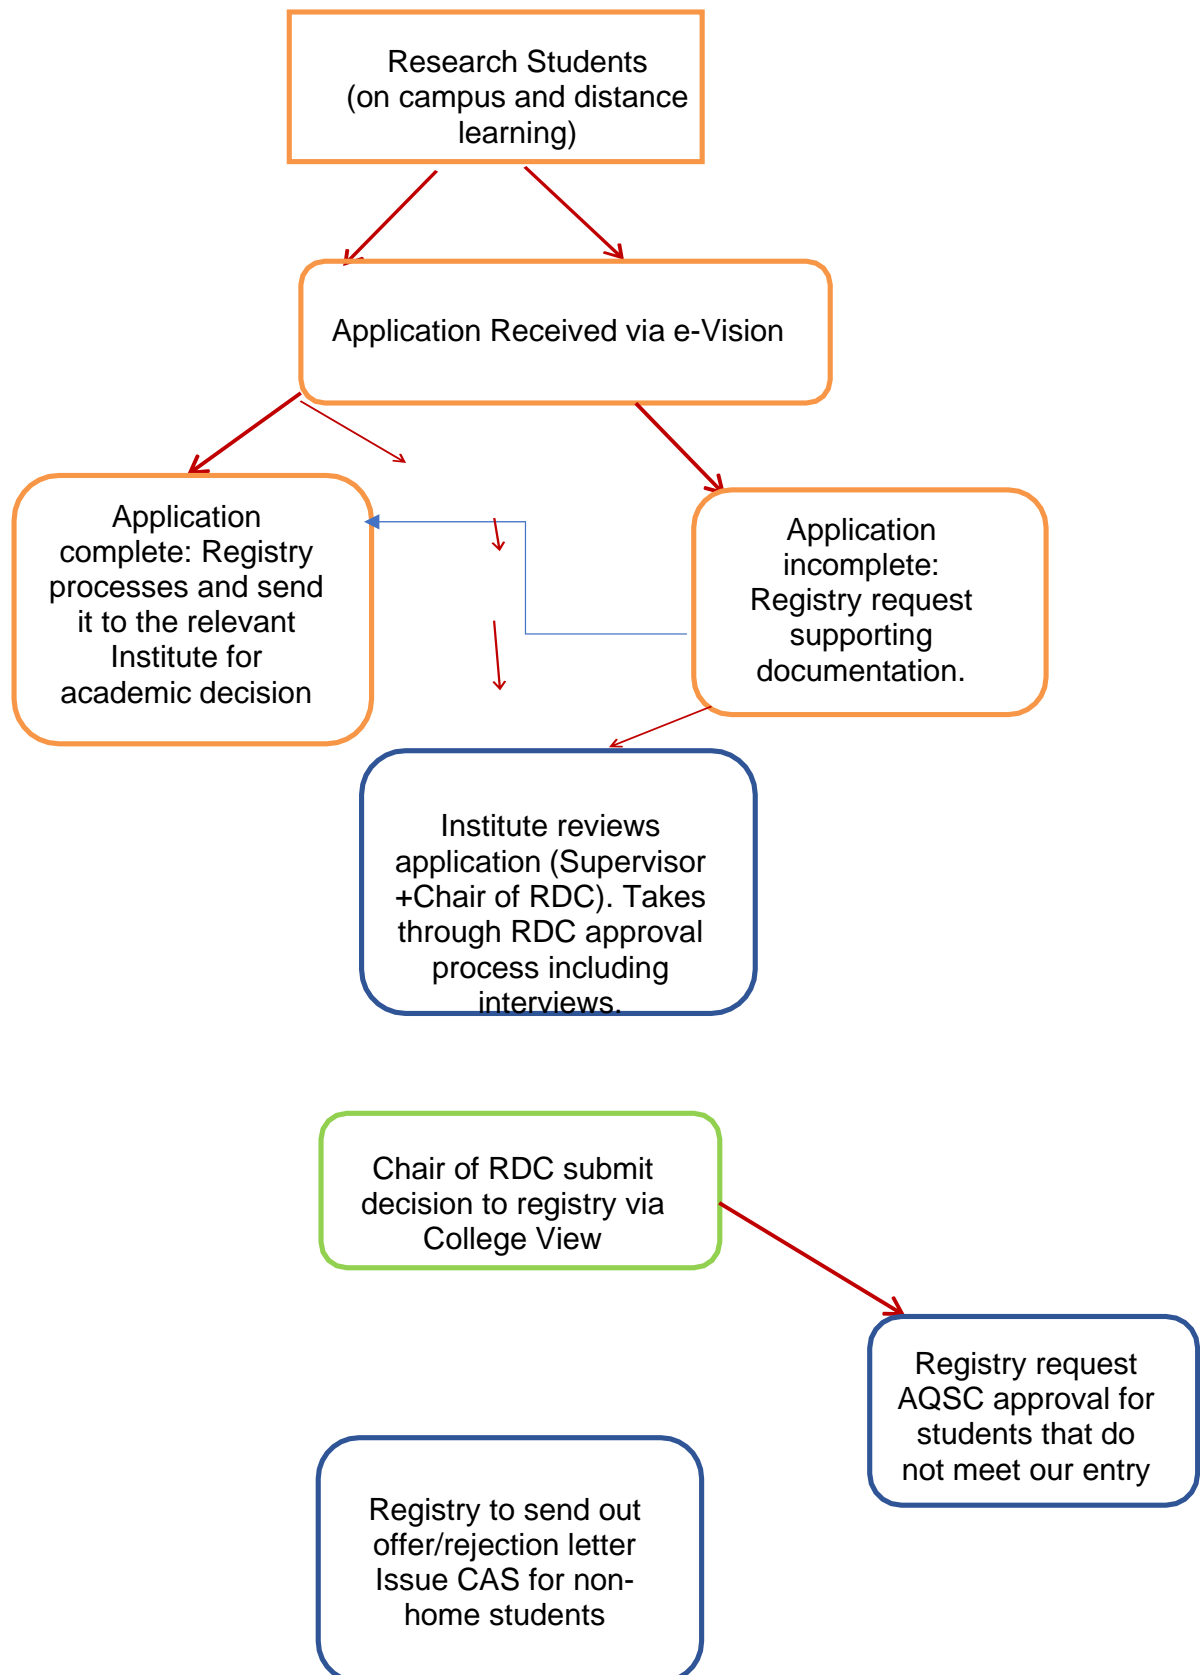 Research Students
(on campus and distance
learning)
Application Received via e-Vision
Application
complete: Registry
processes and send
it to the relevant
Institute for
academic decision
Application
incomplete:
Registry request
supporting
documentation.
Institute reviews
application (Supervisor
+Chair of RDC). Takes
through RDC approval
process including
interviews.
Chair of RDC submit
decision to registry via
College View
Registry request
AQSC approval for
students that do
not meet our entry
Registry to send out
offer/rejection letter
Issue CAS for non-
home students